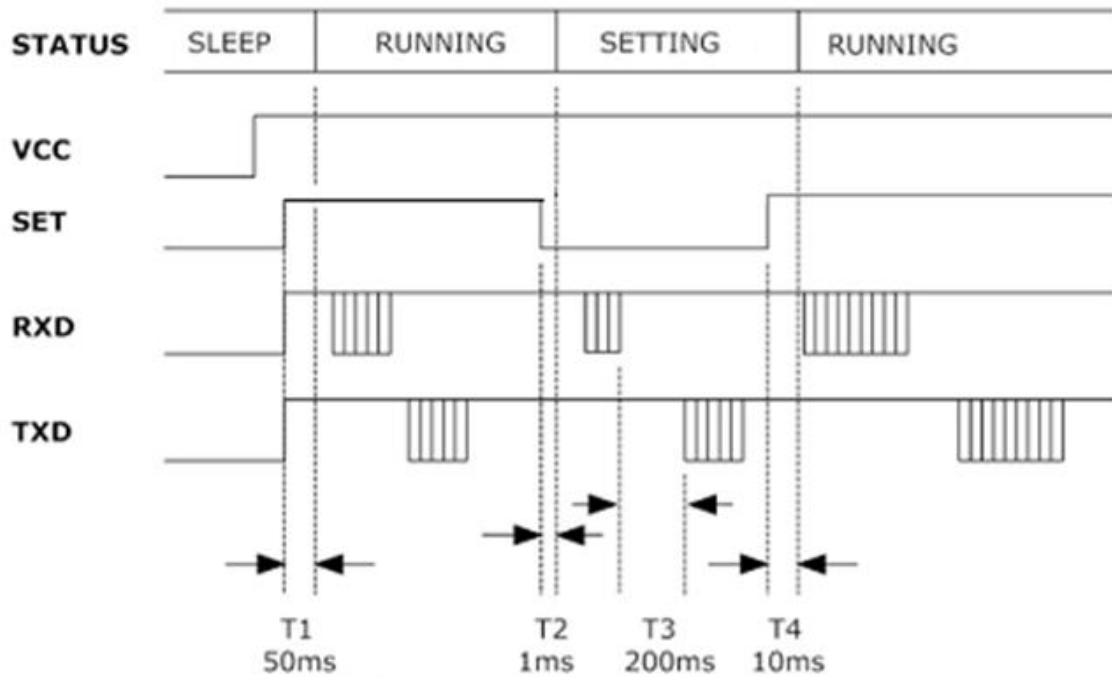 STATUS SLEEP RUNNING SETTING RUNNING
VCC
SET
RXD
TXD
T1 T2 T3 T4
50ms 1ms 200ms 10ms